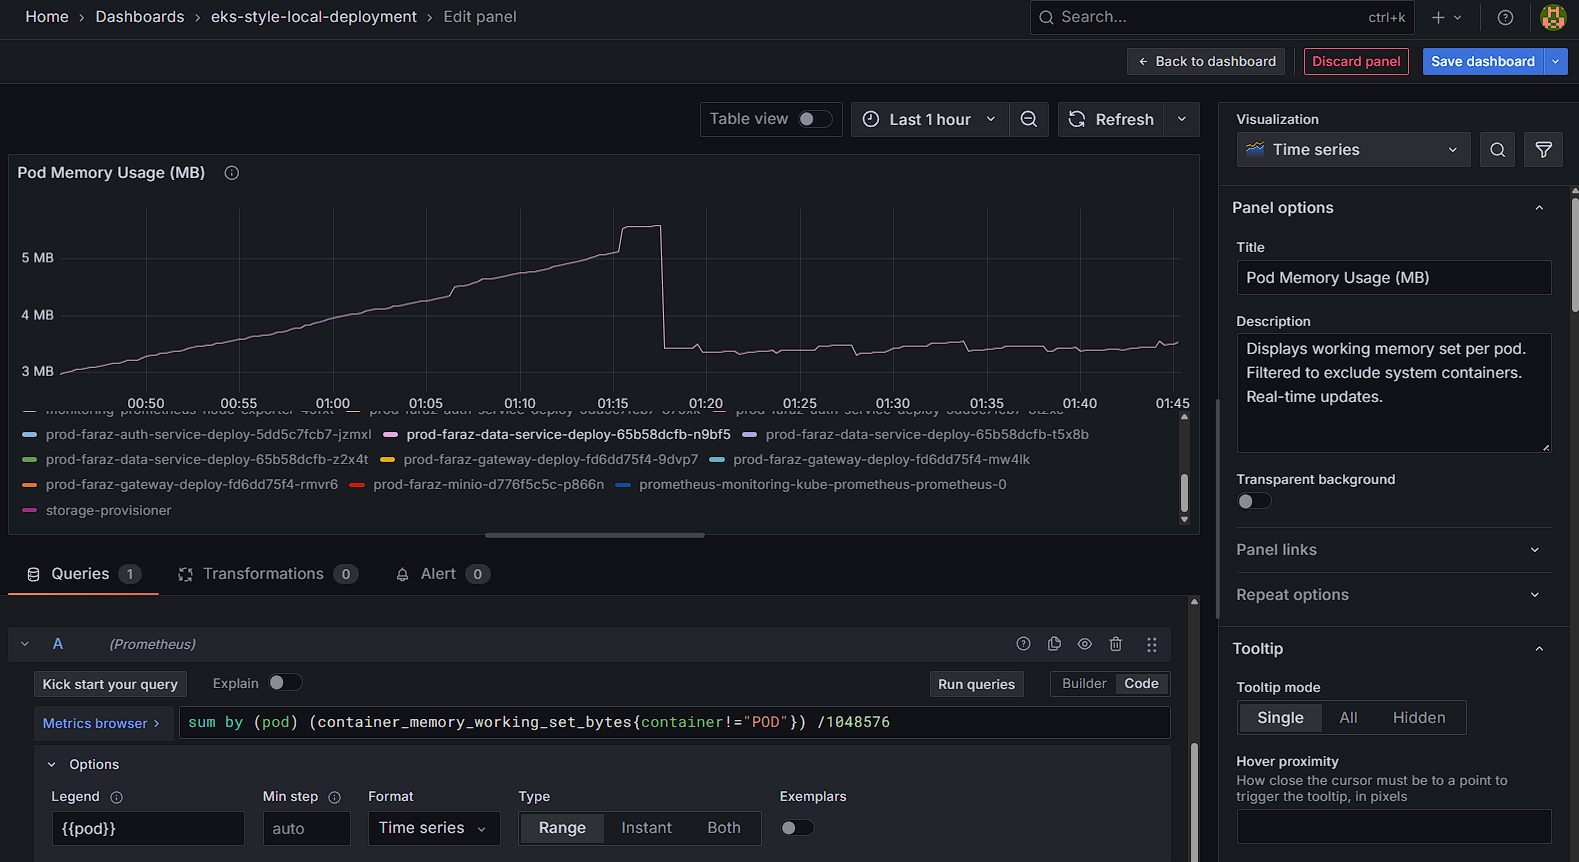 Home › Dashboards › eks-style-local-deployment › Edit panel
Search... ctrl+k
Back to dashboard
Discard panel
Save dashboard
Table view
Last 1 hour
Refresh
Pod Memory Usage (MB)
5 MB
4 MB
3 MB
00:50 00:55 01:00 01:05 01:10 01:15 01:20 01:25 01:30 01:35 01:40 01:45
prod-faraz-auth-service-deploy-5dd5c7fcb7-jzmxl prod-faraz-data-service-deploy-65b58dcfb-n9bf5 prod-faraz-data-service-deploy-65b58dcfb-t5x8b
prod-faraz-data-service-deploy-65b58dcfb-z2x4t prod-faraz-gateway-deploy-fd6dd75f4-9dvp7 prod-faraz-gateway-deploy-fd6dd75f4-mw4lk
prod-faraz-gateway-deploy-fd6dd75f4-rmvr6 prod-faraz-minio-d776f5c5c-p866n prometheus-monitoring-kube-prometheus-prometheus-0
storage-provisioner
Queries 1
Transformations 0
Alert 0
A (Prometheus)
Kick start your query
Explain
Run queries
Builder Code
Metrics browser ›
sum by (pod) (container_memory_working_set_bytes{container!="POD"}) /1048576
Options
Legend
{{pod}}
Min step
auto
Format
Time series
Type
Range Instant Both
Exemplars
Visualization
Time series
Panel options
Title
Pod Memory Usage (MB)
Description
Displays working memory set per pod.
Filtered to exclude system containers.
Real-time updates.
Transparent background
Panel links
Repeat options
Tooltip
Tooltip mode
Single All Hidden
Hover proximity
How close the cursor must be to a point to
trigger the tooltip, in pixels